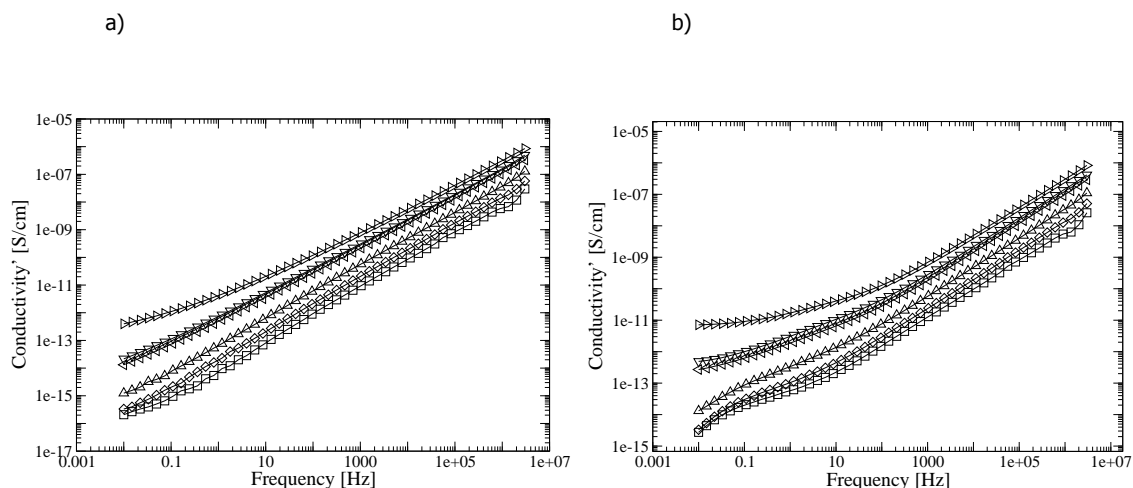 a)
b)
1e-05
1e-07
1e-09
1e-11
1e-13
1e-15
1e-17
Conductivity' [S/cm]
0.001
0.1
10
1000
1e+05
1e+07
Frequency [Hz]
1e-05
1e-07
1e-09
1e-11
1e-13
1e-15
Conductivity' [S/cm]
0.001
0.1
10
1000
1e+05
1e+07
Frequency [Hz]